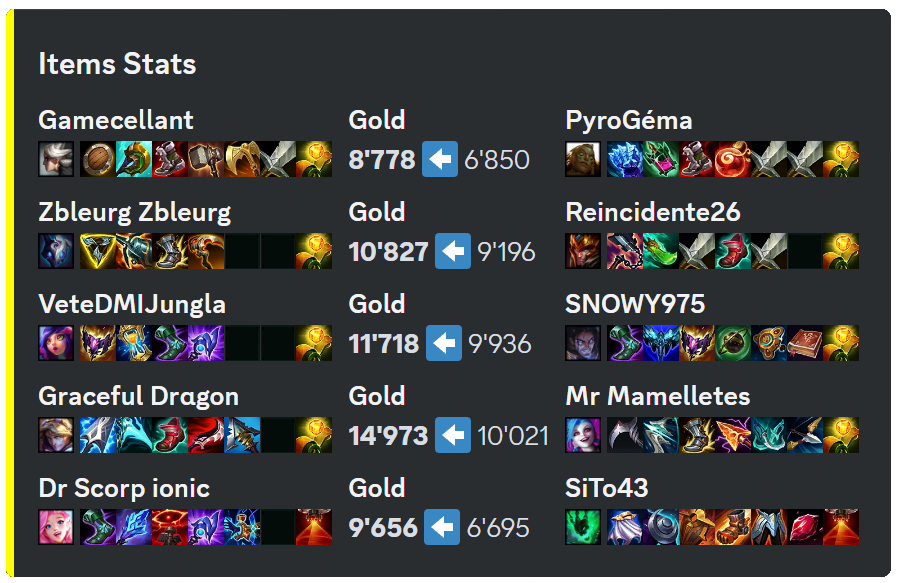 Items Stats
Gamecellant Gold PyroGéma
8'778 6'850
Zbleurg Zbleurg Gold Reincidente26
10'827 9'196
VeteDMIJungla Gold SNOWY975
11'718 9'936
Graceful Dragon Gold Mr Mamelletes
14'973 10'021
Dr Scorp ionic Gold SiTo43
9'656 6'695